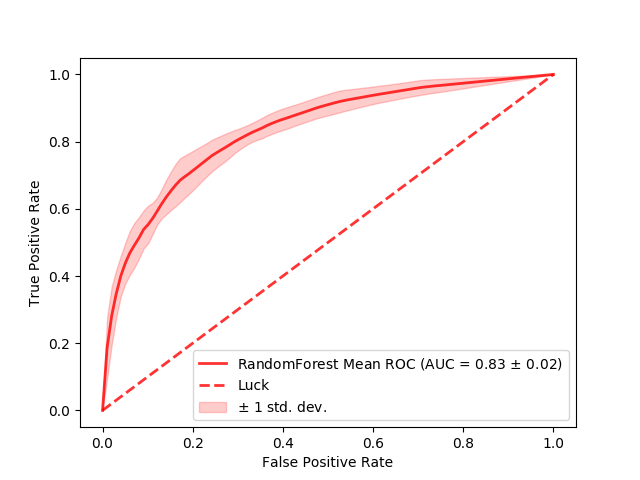 1.0
0.8
0.6
0.4
0.2
0.0
True Positive Rate
RandomForest Mean ROC (AUC = 0.83 ± 0.02)
Luck
± 1 std. dev.
0.0 0.2 0.4 0.6 0.8 1.0
False Positive Rate